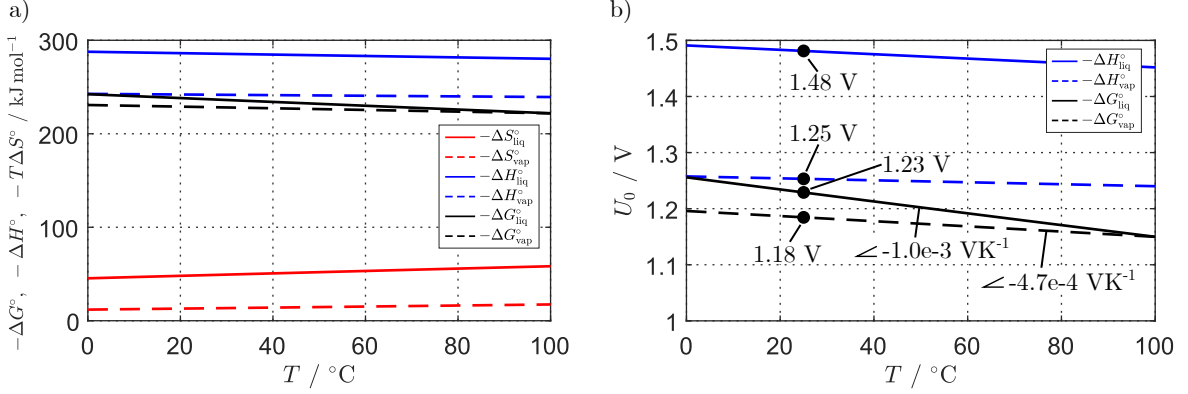 a)
−ΔG°, −ΔH°, −TΔS° / kJ mol⁻¹
300
200
100
0
0 20 40 60 80 100
T / °C
−ΔS°liq
−ΔS°vap
−ΔH°liq
−ΔH°vap
−ΔG°liq
−ΔG°vap
b)
U₀ / V
1.5
1.4
1.3
1.2
1.1
1
0 20 40 60 80 100
T / °C
1.48 V
1.25 V
1.23 V
1.18 V
∠ -1.0e-3 VK⁻¹
∠ -4.7e-4 VK⁻¹
−ΔH°liq
−ΔH°vap
−ΔG°liq
−ΔG°vap